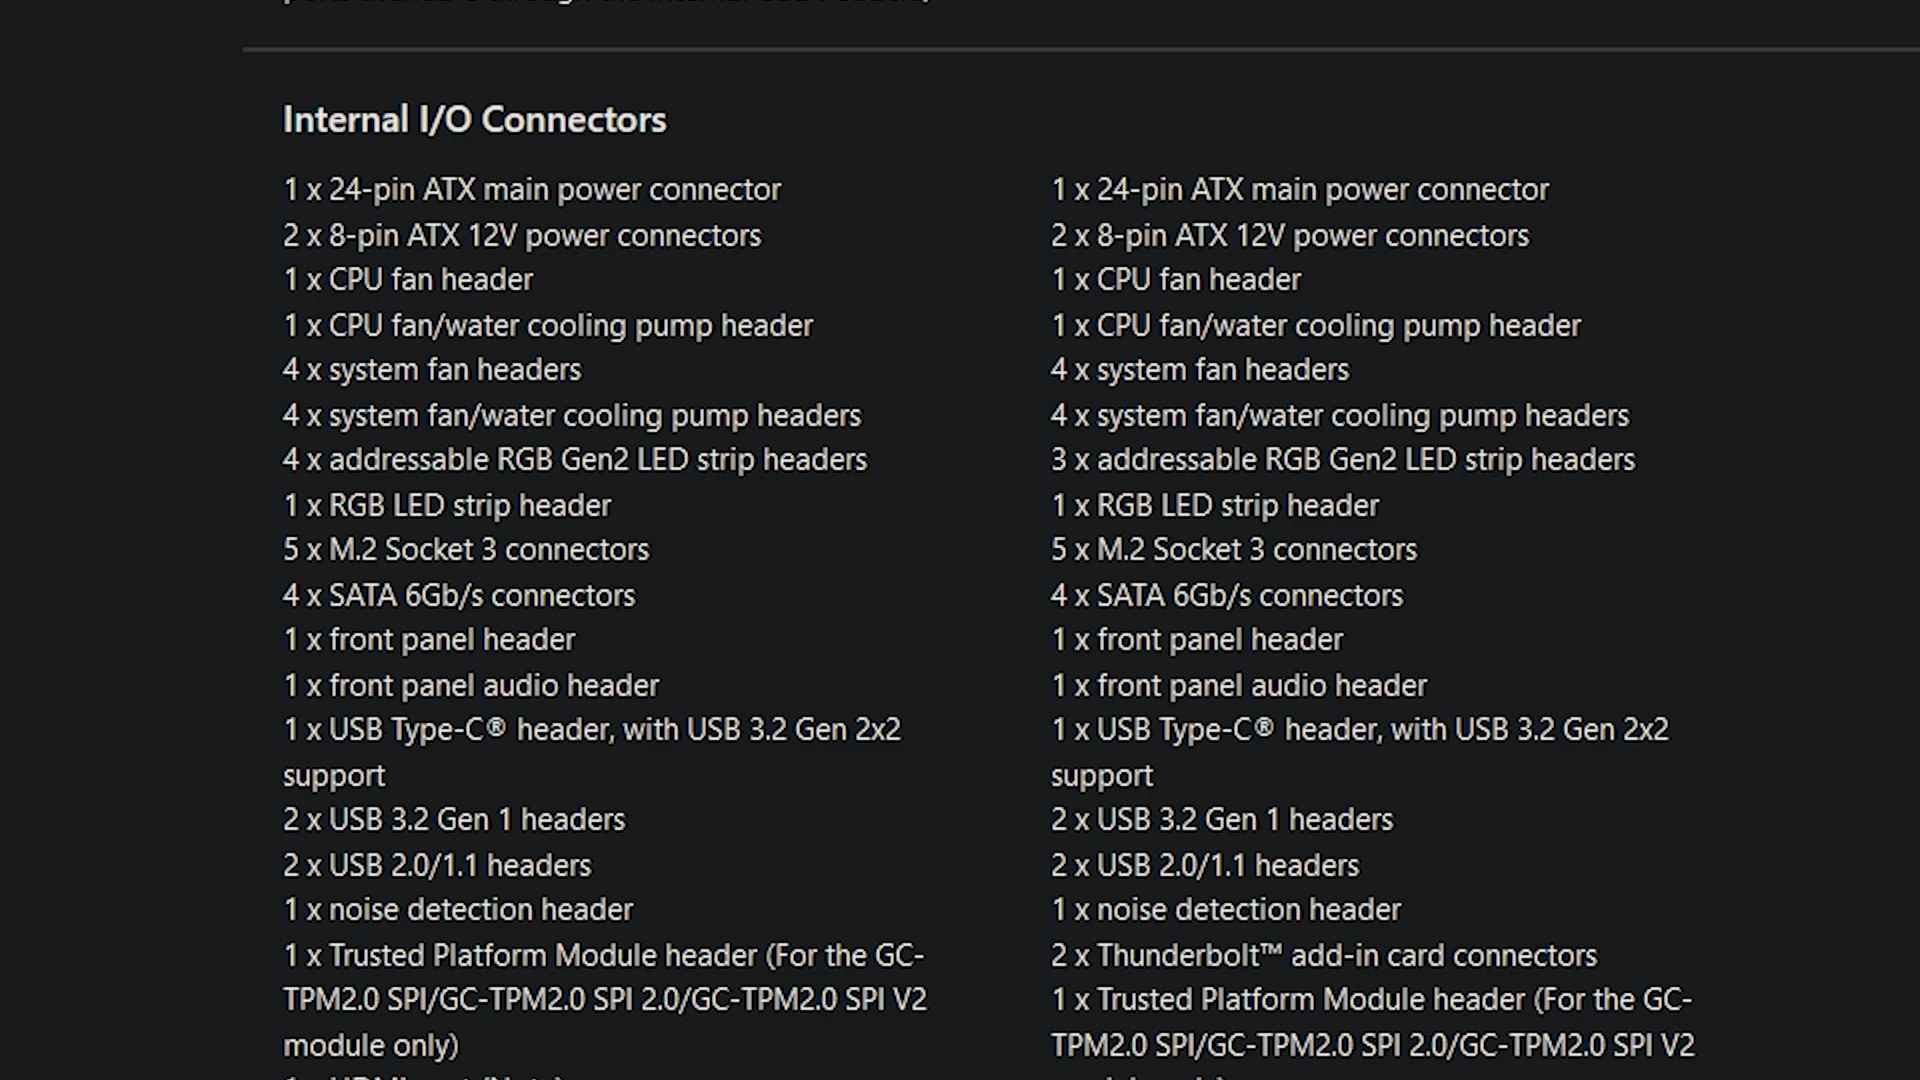 Internal I/O Connectors
1 x 24-pin ATX main power connector
2 x 8-pin ATX 12V power connectors
1 x CPU fan header
1 x CPU fan/water cooling pump header
4 x system fan headers
4 x system fan/water cooling pump headers
4 x addressable RGB Gen2 LED strip headers
1 x RGB LED strip header
5 x M.2 Socket 3 connectors
4 x SATA 6Gb/s connectors
1 x front panel header
1 x front panel audio header
1 x USB Type-C® header, with USB 3.2 Gen 2x2
support
2 x USB 3.2 Gen 1 headers
2 x USB 2.0/1.1 headers
1 x noise detection header
1 x Trusted Platform Module header (For the GC-
TPM2.0 SPI/GC-TPM2.0 SPI 2.0/GC-TPM2.0 SPI V2
module only)
1 x 24-pin ATX main power connector
2 x 8-pin ATX 12V power connectors
1 x CPU fan header
1 x CPU fan/water cooling pump header
4 x system fan headers
4 x system fan/water cooling pump headers
3 x addressable RGB Gen2 LED strip headers
1 x RGB LED strip header
5 x M.2 Socket 3 connectors
4 x SATA 6Gb/s connectors
1 x front panel header
1 x front panel audio header
1 x USB Type-C® header, with USB 3.2 Gen 2x2
support
2 x USB 3.2 Gen 1 headers
2 x USB 2.0/1.1 headers
1 x noise detection header
2 x Thunderbolt™ add-in card connectors
1 x Trusted Platform Module header (For the GC-
TPM2.0 SPI/GC-TPM2.0 SPI 2.0/GC-TPM2.0 SPI V2